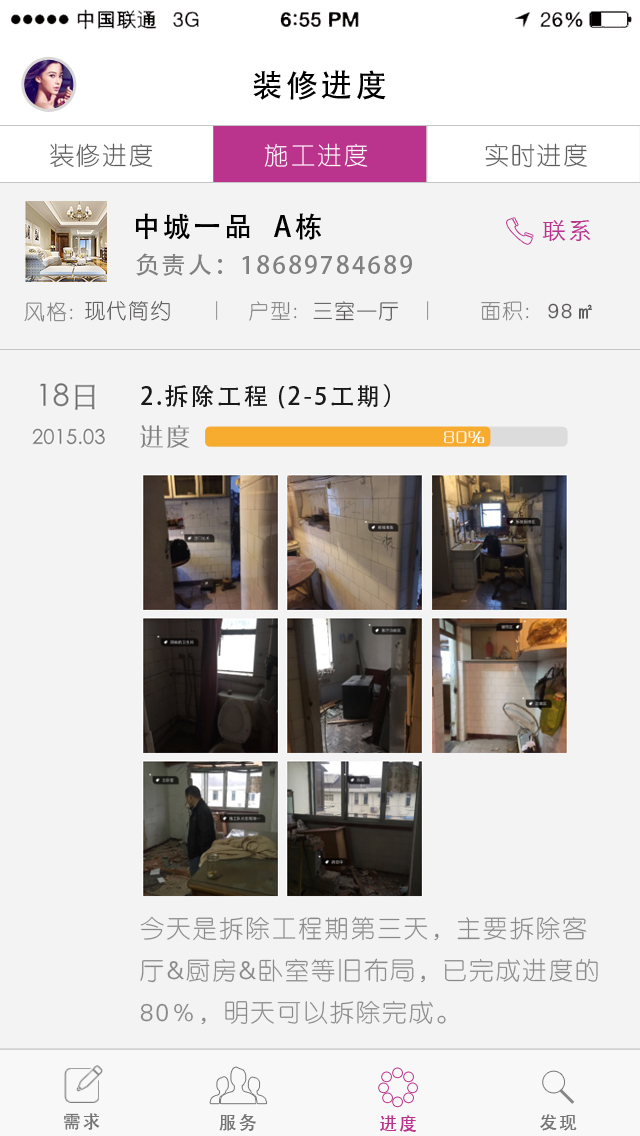 中国联通 3G 6:55 PM 26%
装修进度
装修进度 施工进度 实时进度
中城一品 A栋
联系
负责人：18689784689
风格: 现代简约 | 户型: 三室一厅 | 面积: 98㎡
18日
2.拆除工程 (2-5工期）
2015.03
进度 80%
今天是拆除工程期第三天，主要拆除客
厅&厨房&卧室等旧布局，已完成进度的
80%，明天可以拆除完成。
需求 服务 进度 发现